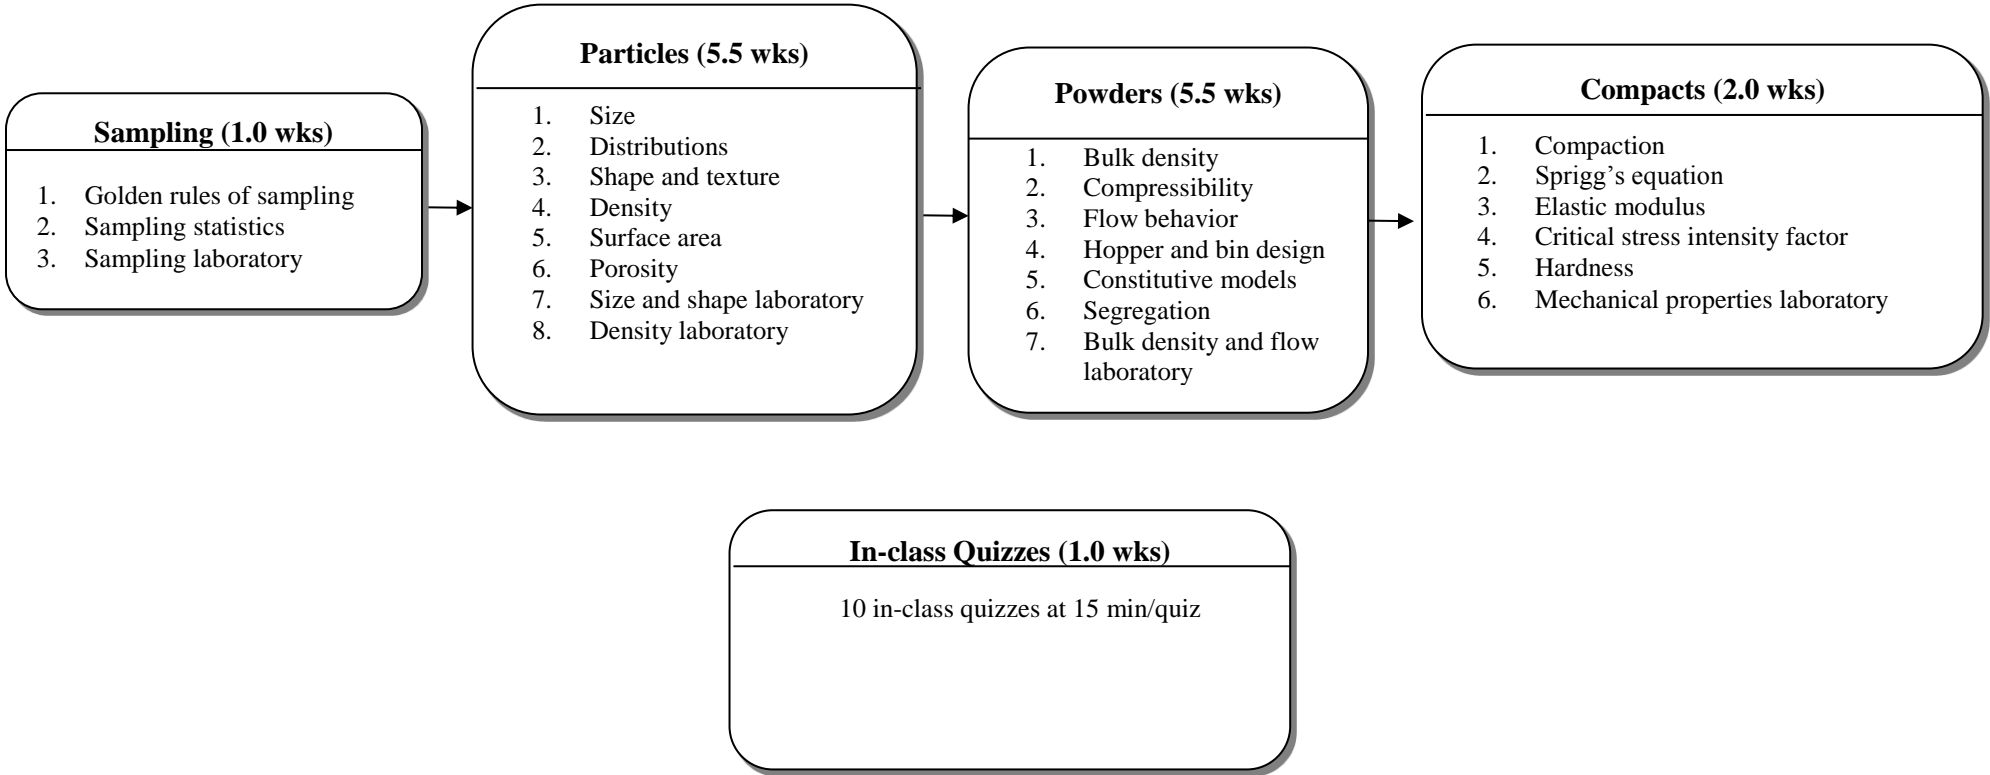 Sampling (1.0 wks)
1. Golden rules of sampling
2. Sampling statistics
3. Sampling laboratory
Particles (5.5 wks)
1. Size
2. Distributions
3. Shape and texture
4. Density
5. Surface area
6. Porosity
7. Size and shape laboratory
8. Density laboratory
Powders (5.5 wks)
1. Bulk density
2. Compressibility
3. Flow behavior
4. Hopper and bin design
5. Constitutive models
6. Segregation
7. Bulk density and flow
laboratory
Compacts (2.0 wks)
1. Compaction
2. Sprigg’s equation
3. Elastic modulus
4. Critical stress intensity factor
5. Hardness
6. Mechanical properties laboratory
In-class Quizzes (1.0 wks)
10 in-class quizzes at 15 min/quiz